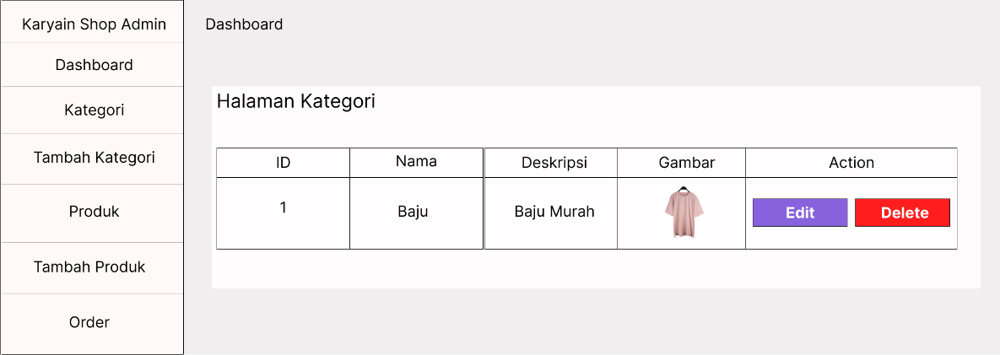 Karyain Shop Admin
Dashboard
Kategori
Tambah Kategori
Produk
Tambah Produk
Order
Dashboard
Halaman Kategori
ID Nama Deskripsi Gambar Action
1 Baju Baju Murah Edit Delete